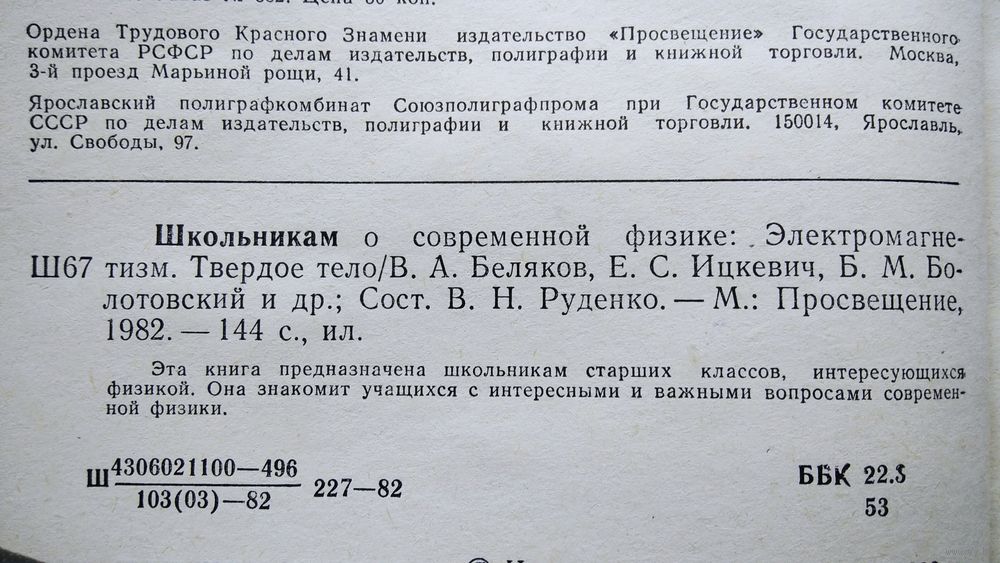 Цена 30 коп.
Ордена Трудового Красного Знамени издательство «Просвещение» Государственного
комитета РСФСР по делам издательств, полиграфии и книжной торговли. Москва,
3-й проезд Марьиной рощи, 41.
Ярославский полиграфкомбинат Союзполиграфпрома при Государственном комитете
СССР по делам издательств, полиграфии и книжной торговли. 150014, Ярославль,
ул. Свободы, 97.
Школьникам о современной физике: Электромагне-
Ш67 тизм. Твердое тело/В. А. Беляков, Е. С. Ицкевич, Б. М. Бо-
лотовский и др.; Сост. В. Н. Руденко. — М.: Просвещение,
1982. — 144 с., ил.
Эта книга предназначена школьникам старших классов, интересующихся
физикой. Она знакомит учащихся с интересными и важными вопросами современ-
ной физики.
Ш 4306021100—496
103(03)—82 227—82
ББК 22.3
53